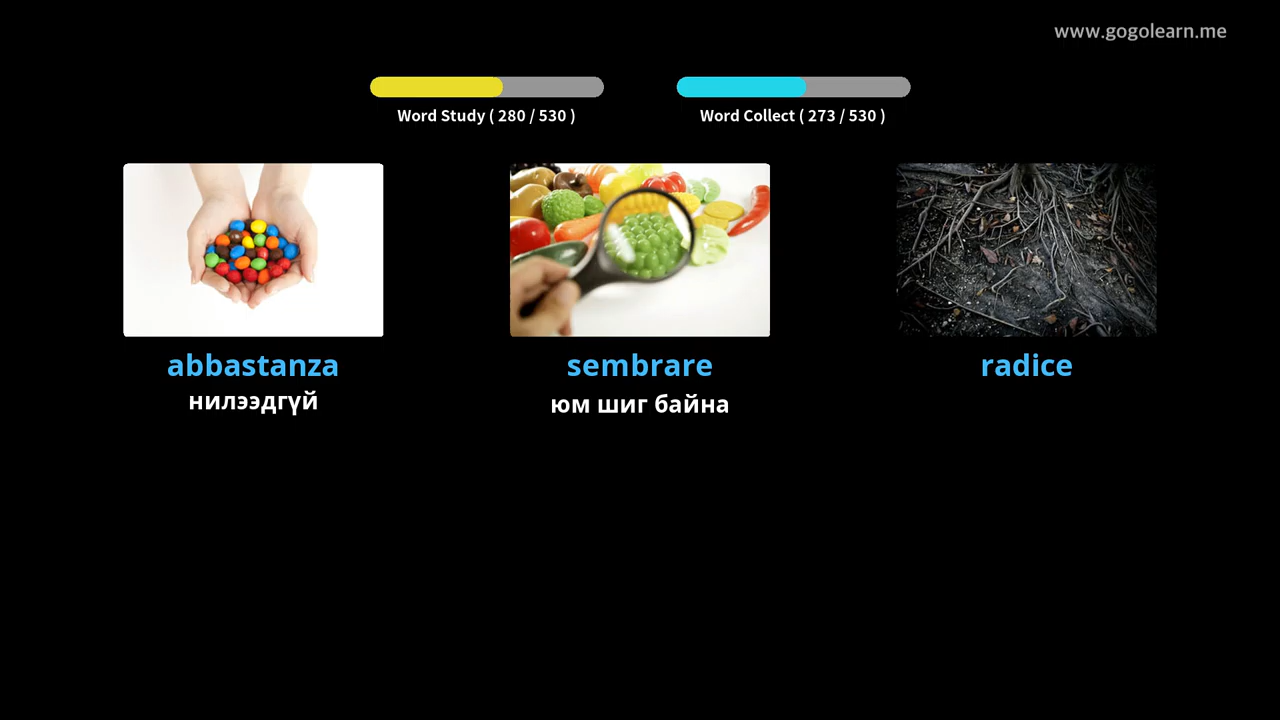 www.gogolearn.me
Word Study ( 280 / 530 )
Word Collect ( 273 / 530 )
abbastanza
нилээдгүй
sembrare
юм шиг байна
radice